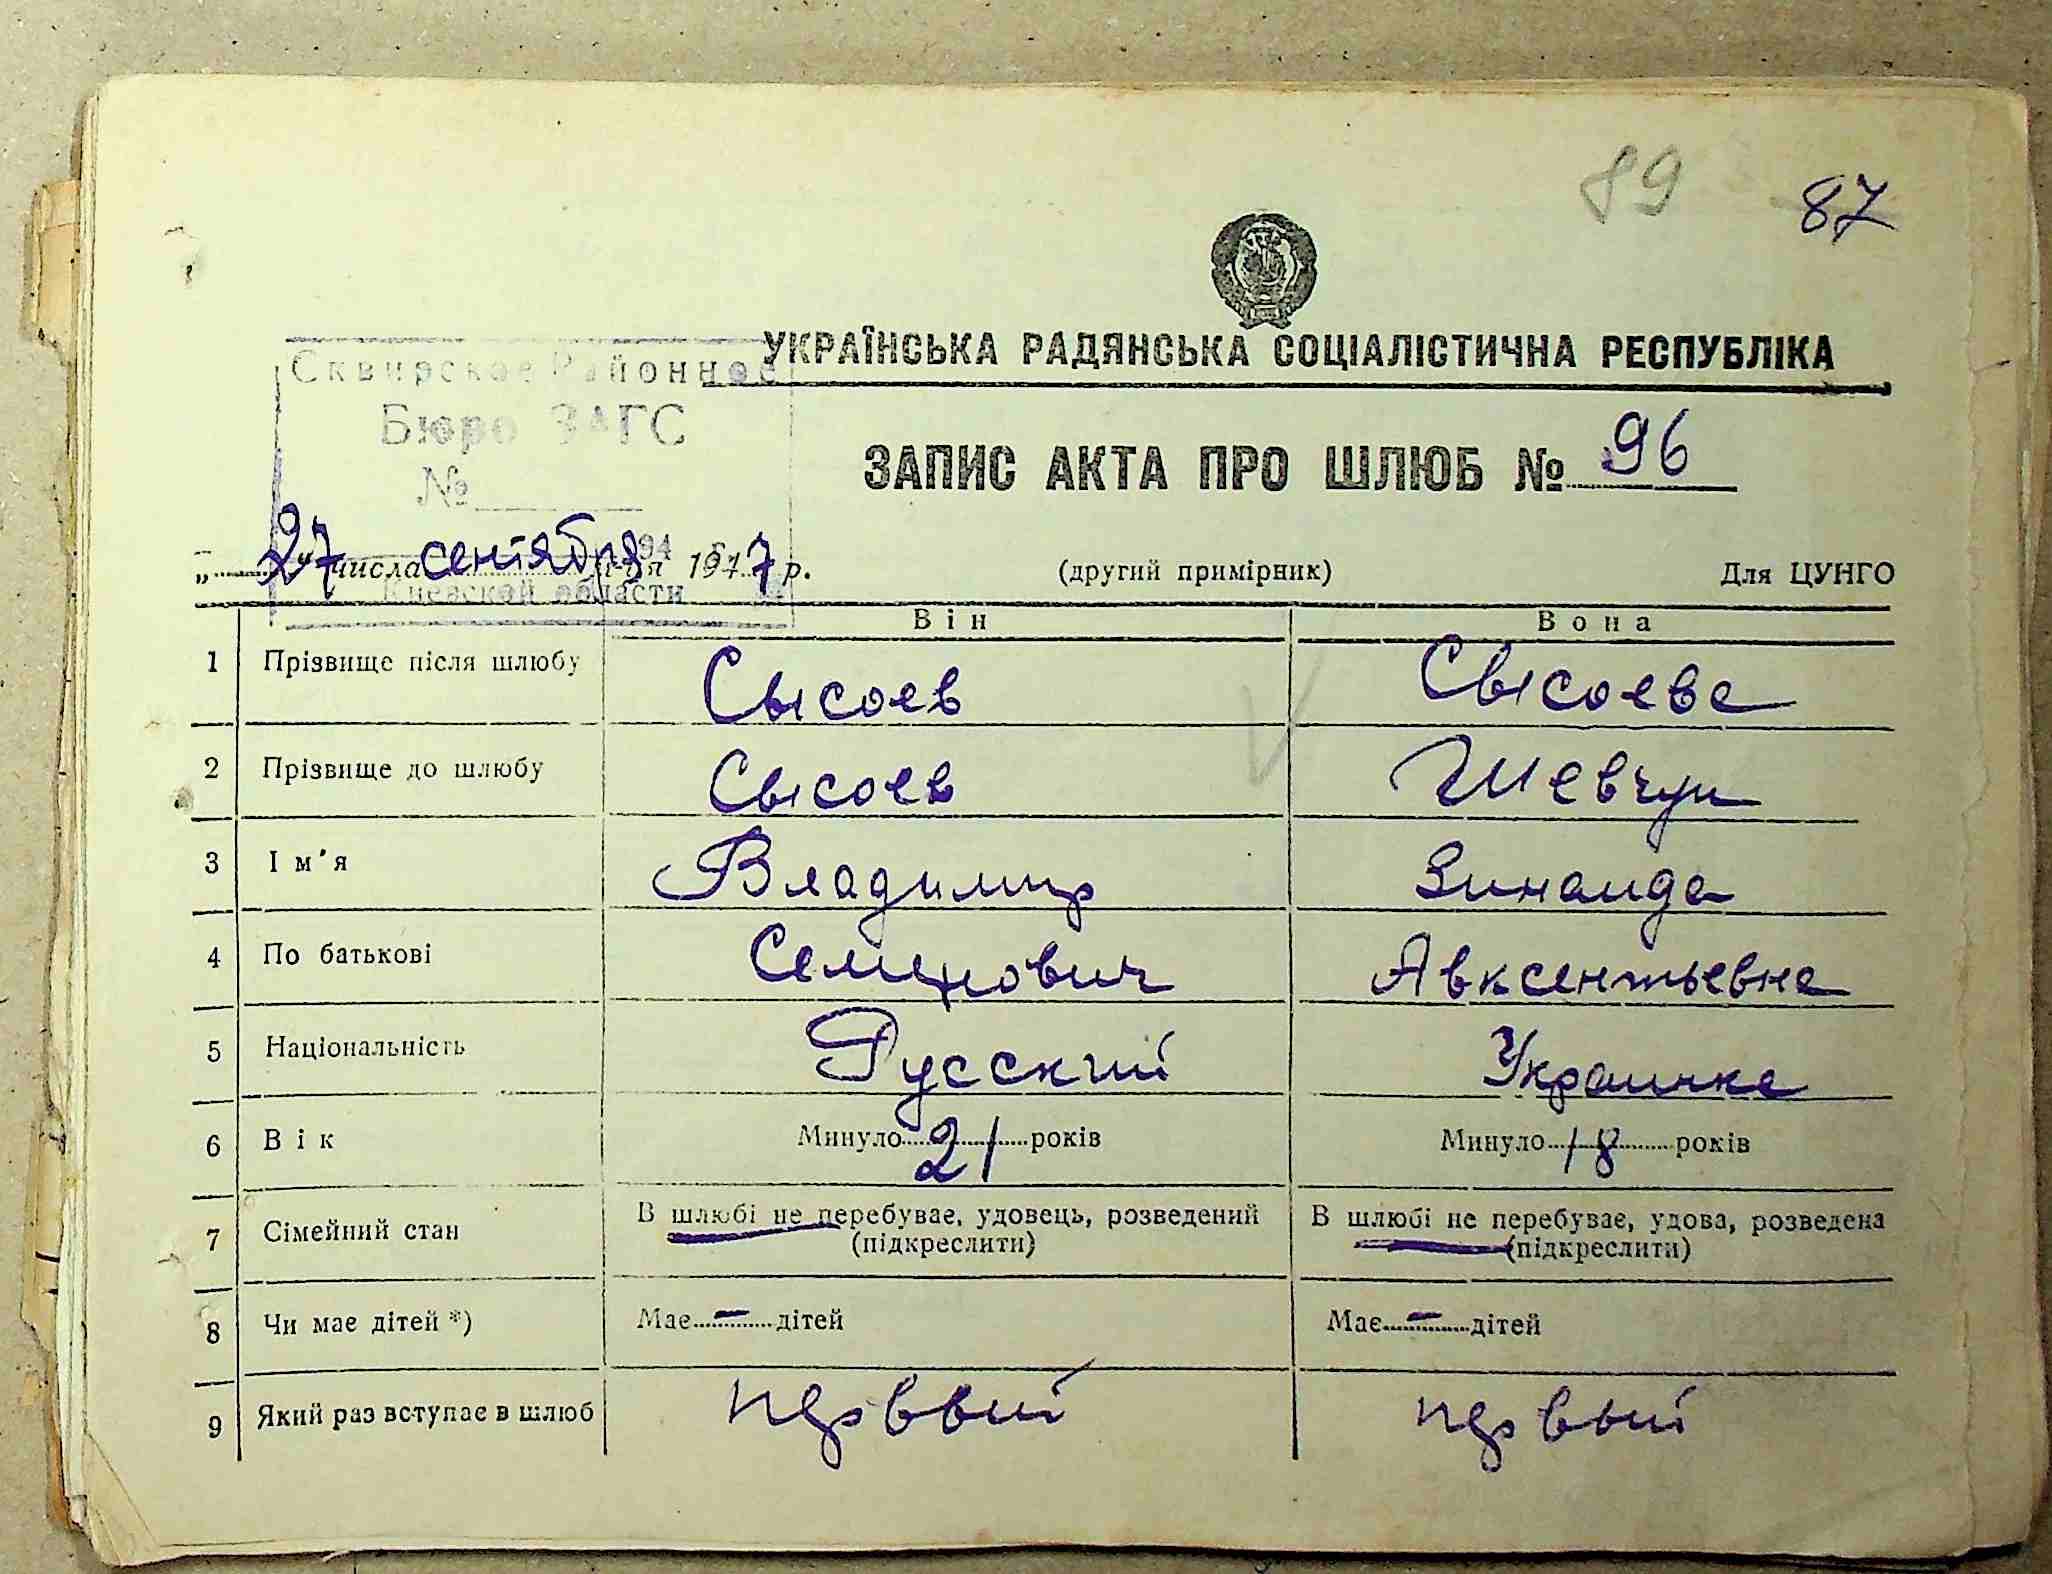 89 87
УКРАЇНСЬКА РАДЯНСЬКА СОЦІАЛІСТИЧНА РЕСПУБЛІКА
Сквирское Районное
Бюро ЗАГС
№
ЗАПИС АКТА ПРО ШЛЮБ № 96
„27" числа сентября 1947 р. (другий примірник) Для ЦУНГО
Киевской области
Він Вона
1 Прізвище після шлюбу Сысоев Сысоева
2 Прізвище до шлюбу Сысоев Шевчук
3 Ім'я Владимир Зинаида
4 По батькові Семенович Авксентьевна
5 Національність Русский Украинка
6 Вік Минуло 21 років Минуло 18 років
7 Сімейний стан В шлюбі не перебуває, удовець, розведений В шлюбі не перебуває, удова, розведена
(підкреслити) (підкреслити)
8 Чи має дітей *) Має — дітей Має — дітей
9 Який раз вступає в шлюб первый первый